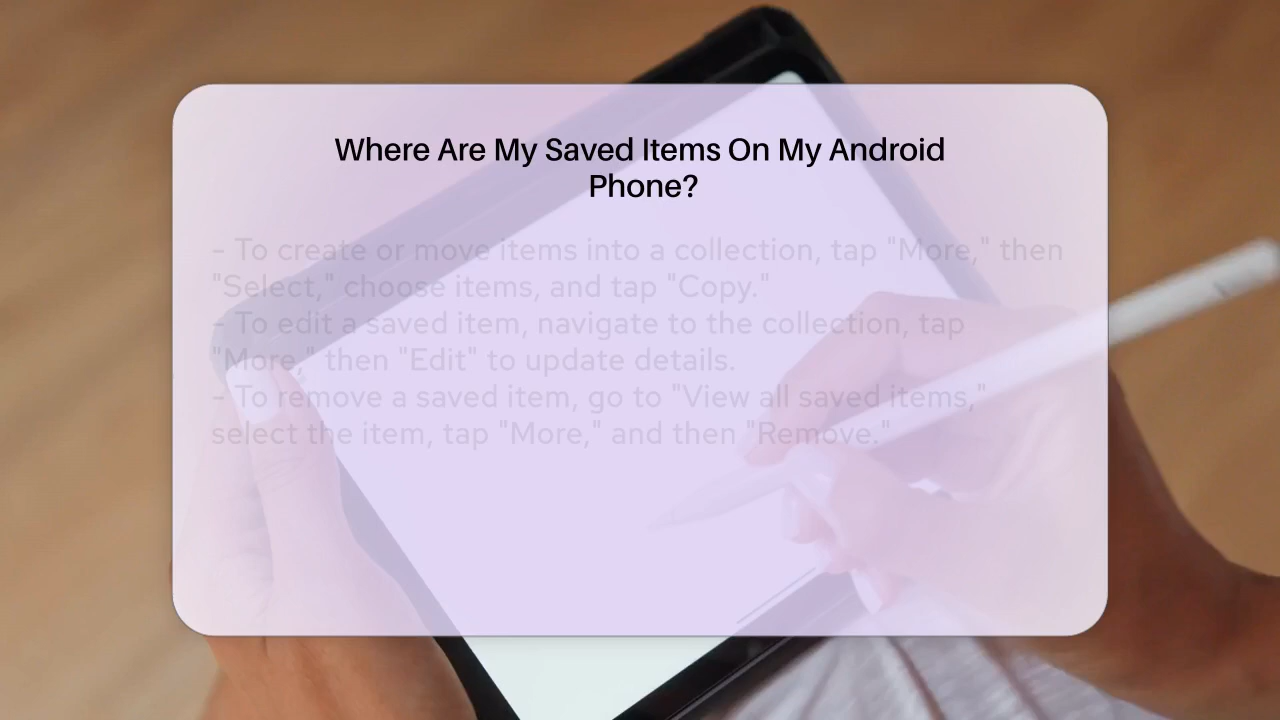 Where Are My Saved Items On My Android
Phone?
- To create or move items into a collection, tap "More," then
"Select," choose items, and tap "Copy."
- To edit a saved item, navigate to the collection, tap
"More," then "Edit" to update details.
- To remove a saved item, go to "View all saved items,"
select the item, tap "More," and then "Remove."